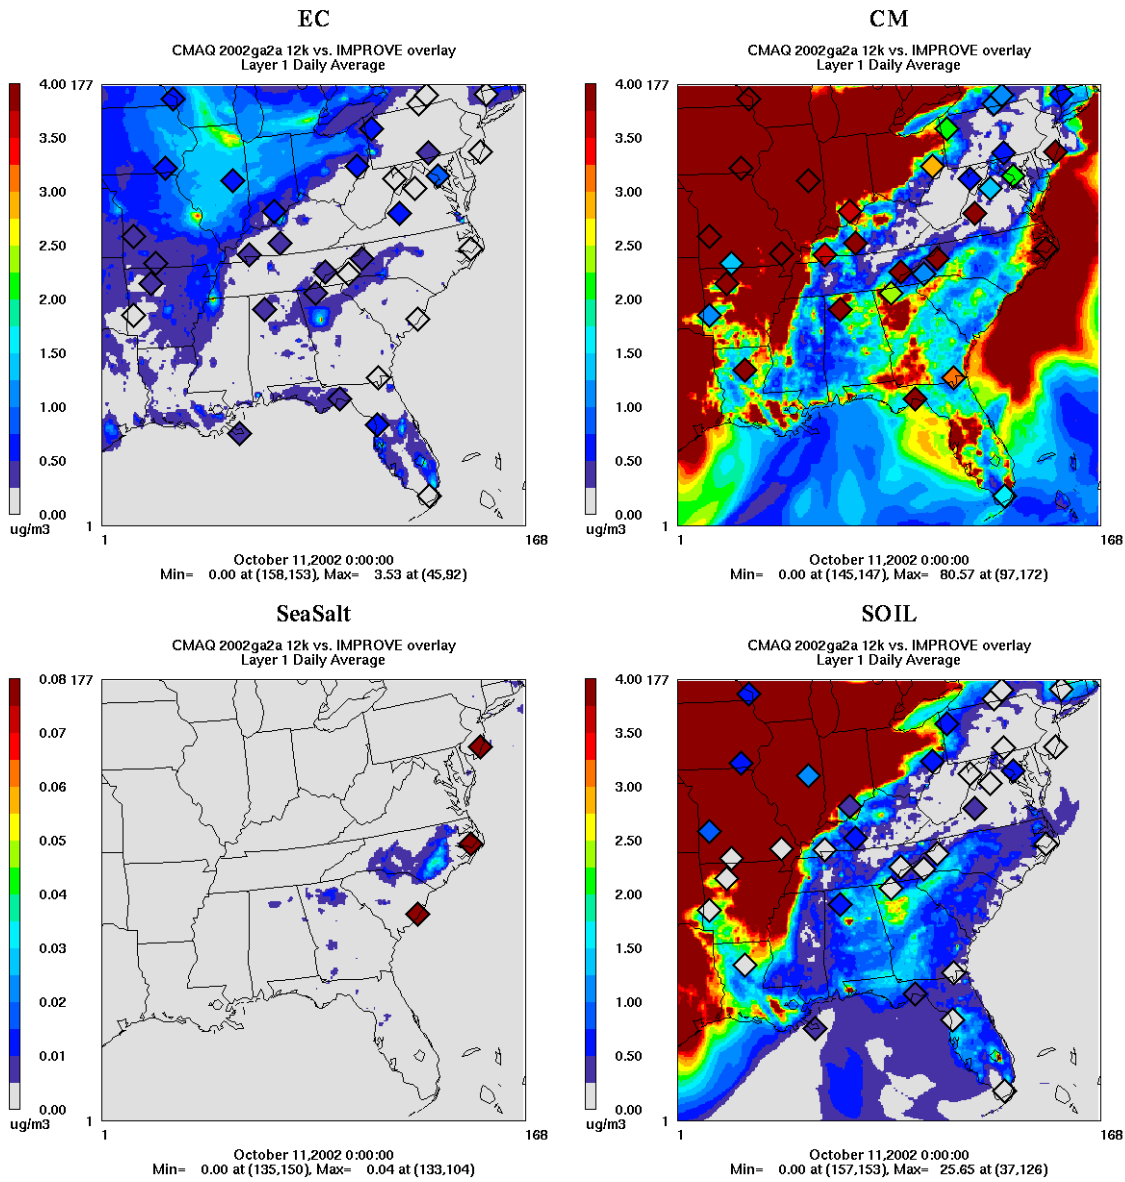 EC
CMAQ 2002ga2a 12k vs. IMPROVE overlay
Layer 1 Daily Average
4.00
3.50
3.00
2.50
2.00
1.50
1.00
0.50
0.00
ug/m3
177
1
1
168
October 11,2002 0:00:00
Min= 0.00 at (158,153), Max= 3.53 at (45,92)
CM
CMAQ 2002ga2a 12k vs. IMPROVE overlay
Layer 1 Daily Average
4.00
3.50
3.00
2.50
2.00
1.50
1.00
0.50
0.00
ug/m3
177
1
1
168
October 11,2002 0:00:00
Min= 0.00 at (145,147), Max= 80.57 at (97,172)
SeaSalt
CMAQ 2002ga2a 12k vs. IMPROVE overlay
Layer 1 Daily Average
0.08
0.07
0.06
0.05
0.04
0.03
0.02
0.01
0.00
ug/m3
177
1
1
168
October 11,2002 0:00:00
Min= 0.00 at (135,150), Max= 0.04 at (133,104)
SOIL
CMAQ 2002ga2a 12k vs. IMPROVE overlay
Layer 1 Daily Average
4.00
3.50
3.00
2.50
2.00
1.50
1.00
0.50
0.00
ug/m3
177
1
1
168
October 11,2002 0:00:00
Min= 0.00 at (157,153), Max= 25.65 at (37,126)